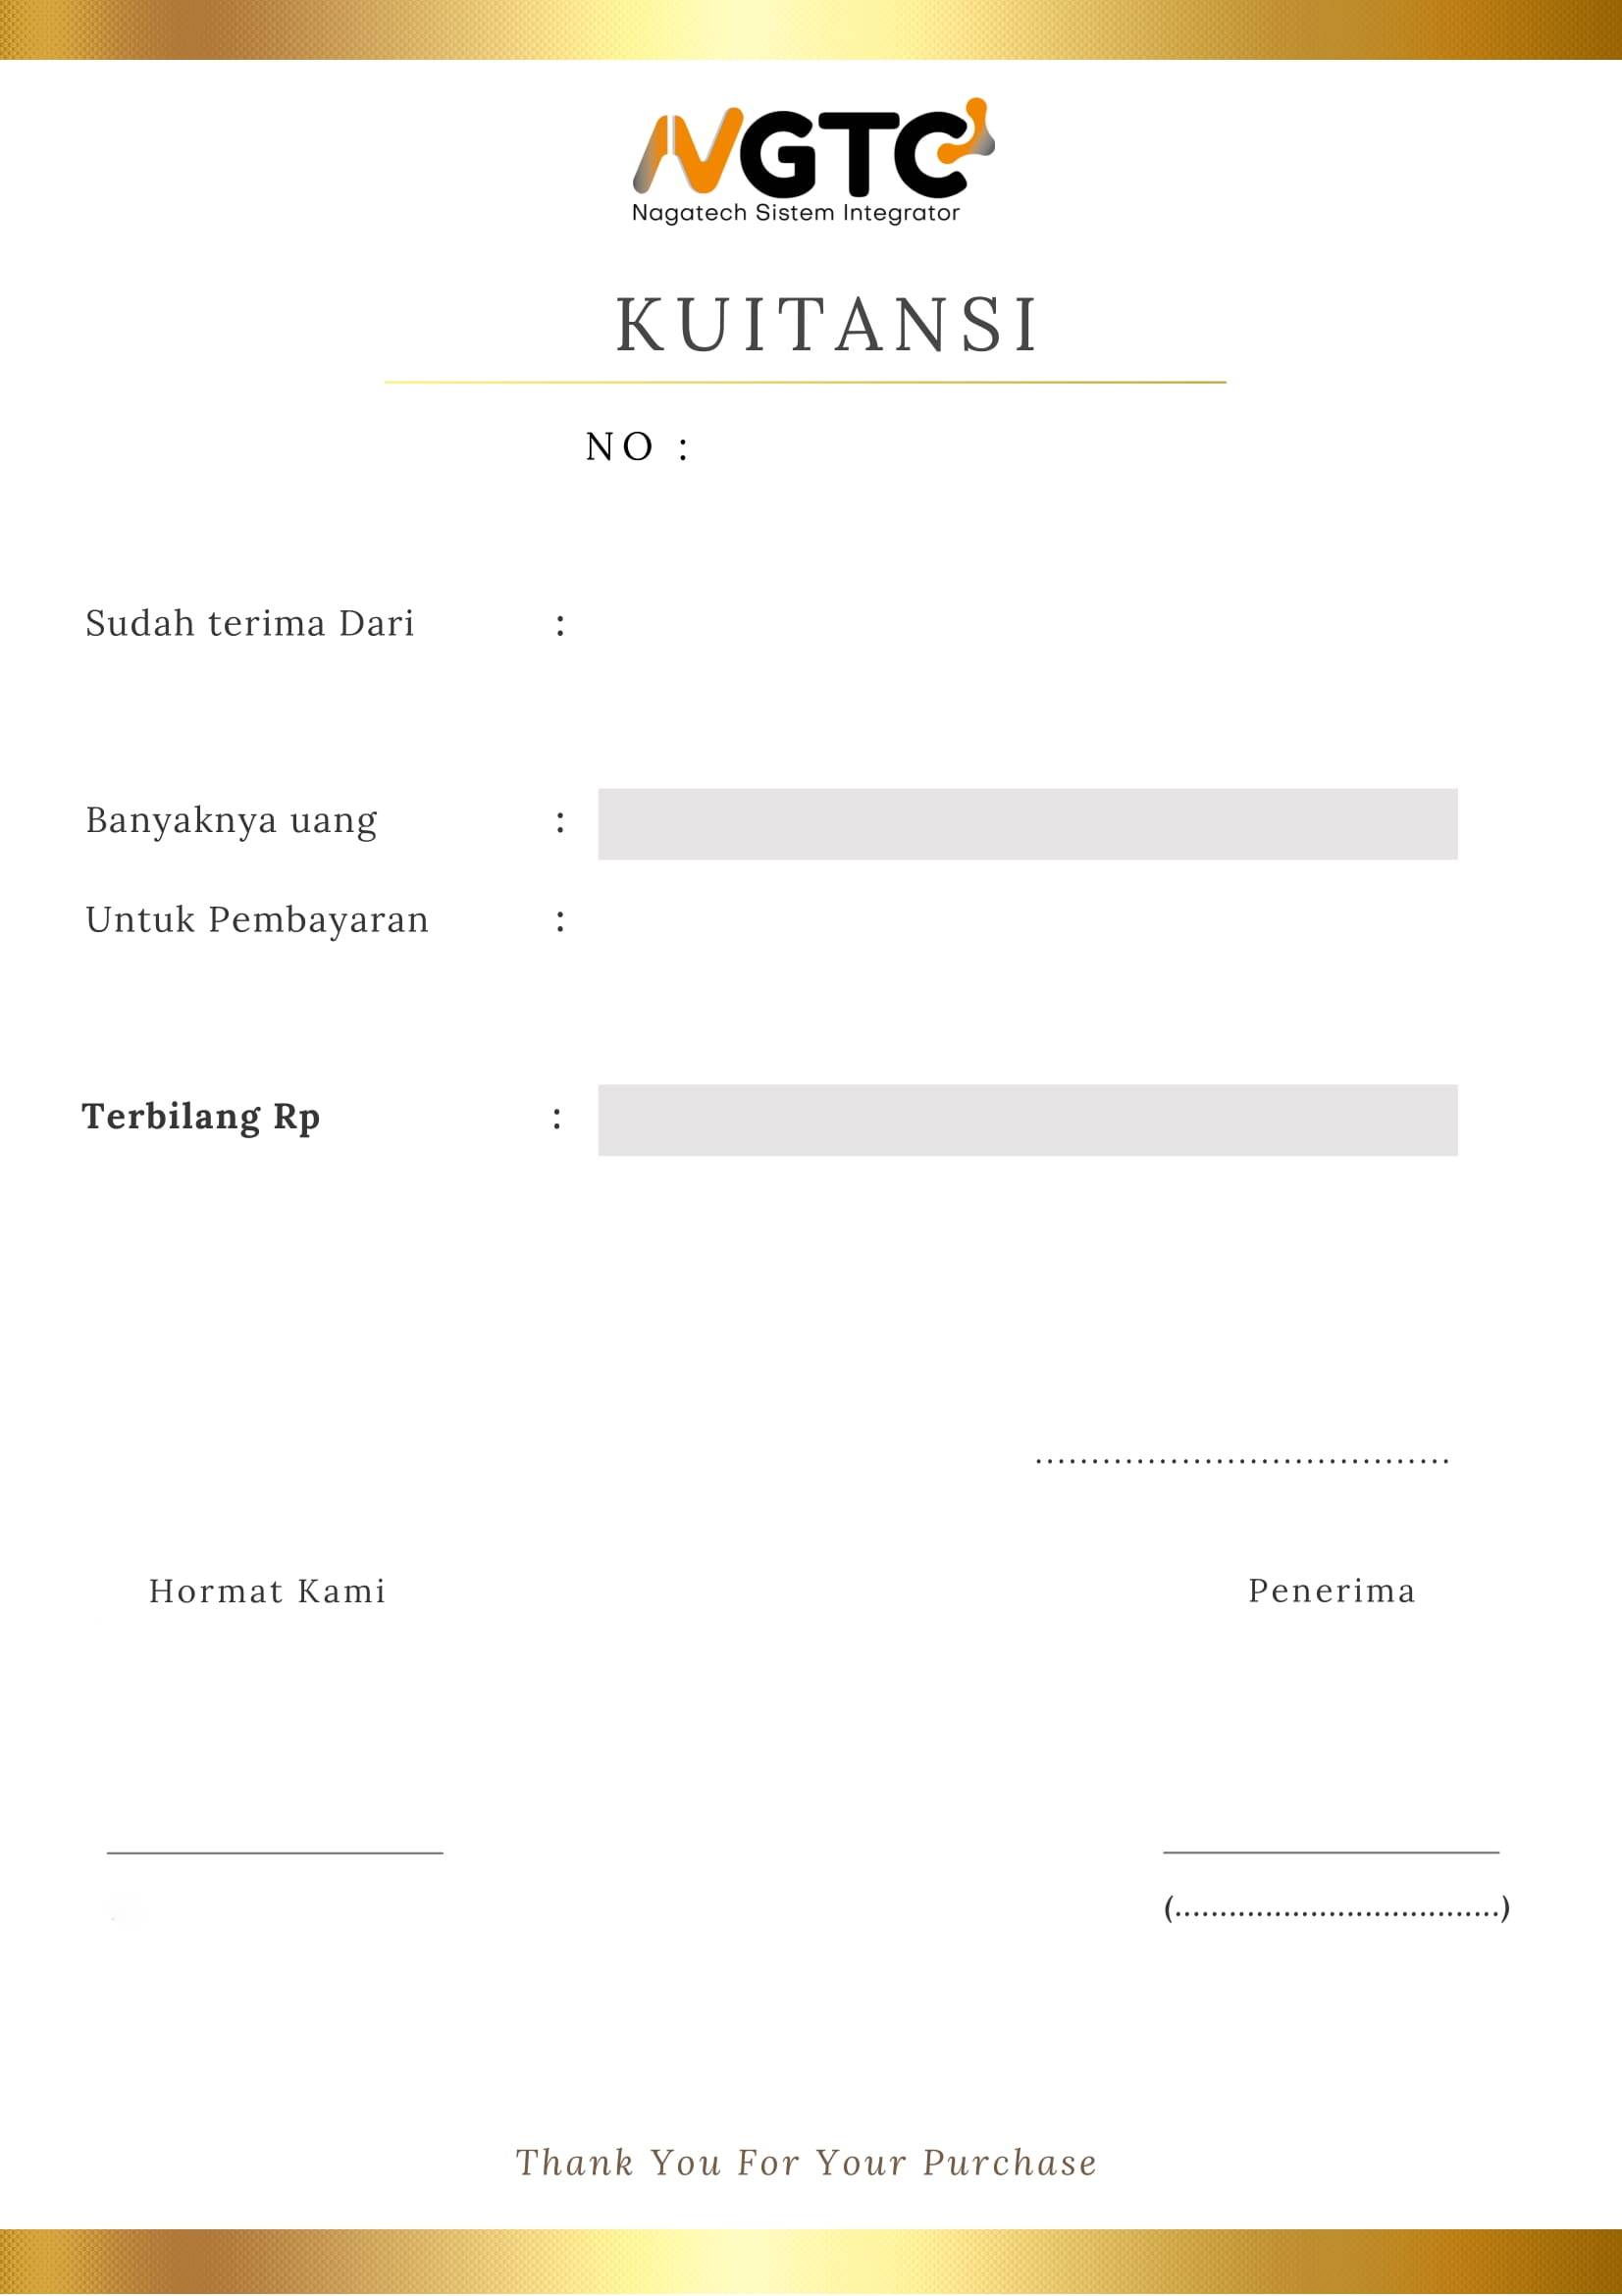 NGTC
Nagatech Sistem Integrator
KUITANSI
NO :
Sudah terima Dari :
Banyaknya uang :
Untuk Pembayaran :
Terbilang Rp :
.....................................
Hormat Kami Penerima
(....................................)
Thank You For Your Purchase